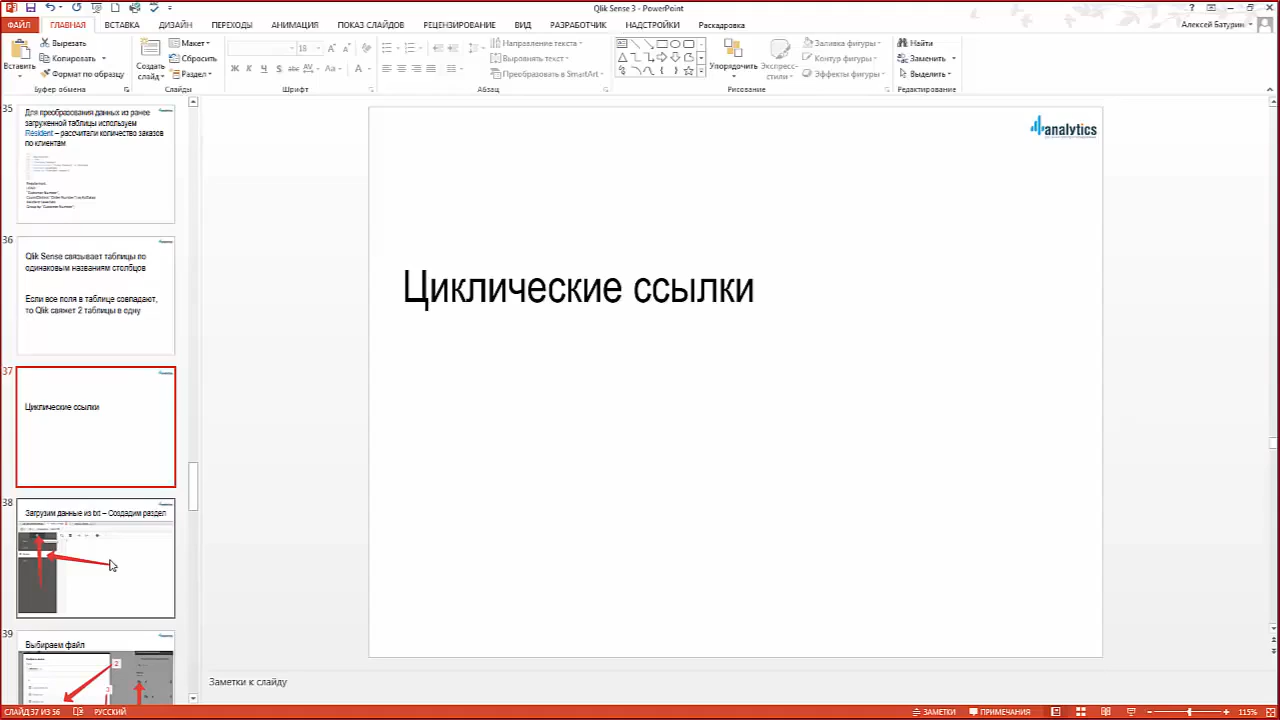 Qlik Sense 3 - PowerPoint
ФАЙЛ ГЛАВНАЯ ВСТАВКА ДИЗАЙН ПЕРЕХОДЫ АНИМАЦИЯ ПОКАЗ СЛАЙДОВ РЕЦЕНЗИРОВАНИЕ ВИД РАЗРАБОТЧИК НАДСТРОЙКИ Раскадровка Алексей Батурин
Вставить
Вырезать
Копировать
Формат по образцу
Буфер обмена
Создать слайд
Макет
Сбросить
Раздел
Слайды
18
Ж К Ч S abc AV Aa A
Шрифт
Направление текста
Выровнять текст
Преобразовать в SmartArt
Абзац
Упорядочить
Экспресс-стили
Заливка фигуры
Контур фигуры
Эффекты фигуры
Рисование
Найти
Заменить
Выделить
Редактирование
35
Для преобразования данных из ранее
загруженной таблицы используем
Resident – рассчитали количество заказов
по клиентам
36
Qlik Sense связывает таблицы по
одинаковым названиям столбцов
Если все поля в таблице совпадают,
то Qlik свяжет 2 таблицы в одну
37
Циклические ссылки
38
Загрузим данные из txt – Создадим раздел
39
Выбираем файл
2
3
analytics
Циклические ссылки
Заметки к слайду
СЛАЙД 37 ИЗ 56 РУССКИЙ ЗАМЕТКИ ПРИМЕЧАНИЯ 115%